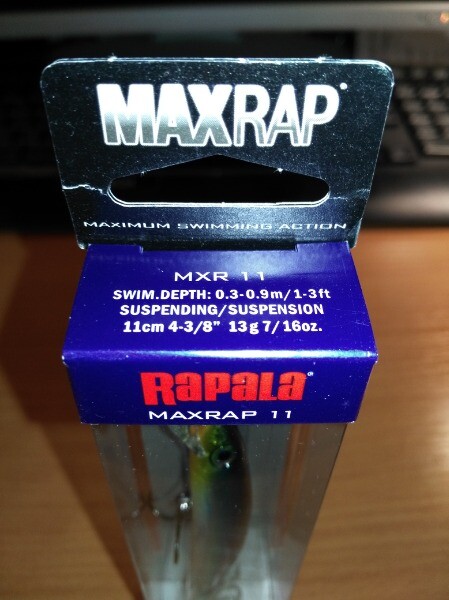 MAXRAP®
MAXIMUM SWIMMING ACTION
MXR 11
SWIM.DEPTH: 0.3-0.9m/1-3ft
SUSPENDING/SUSPENSION
11cm 4-3/8" 13g 7/16oz.
RAPALA®
MAXRAP 11